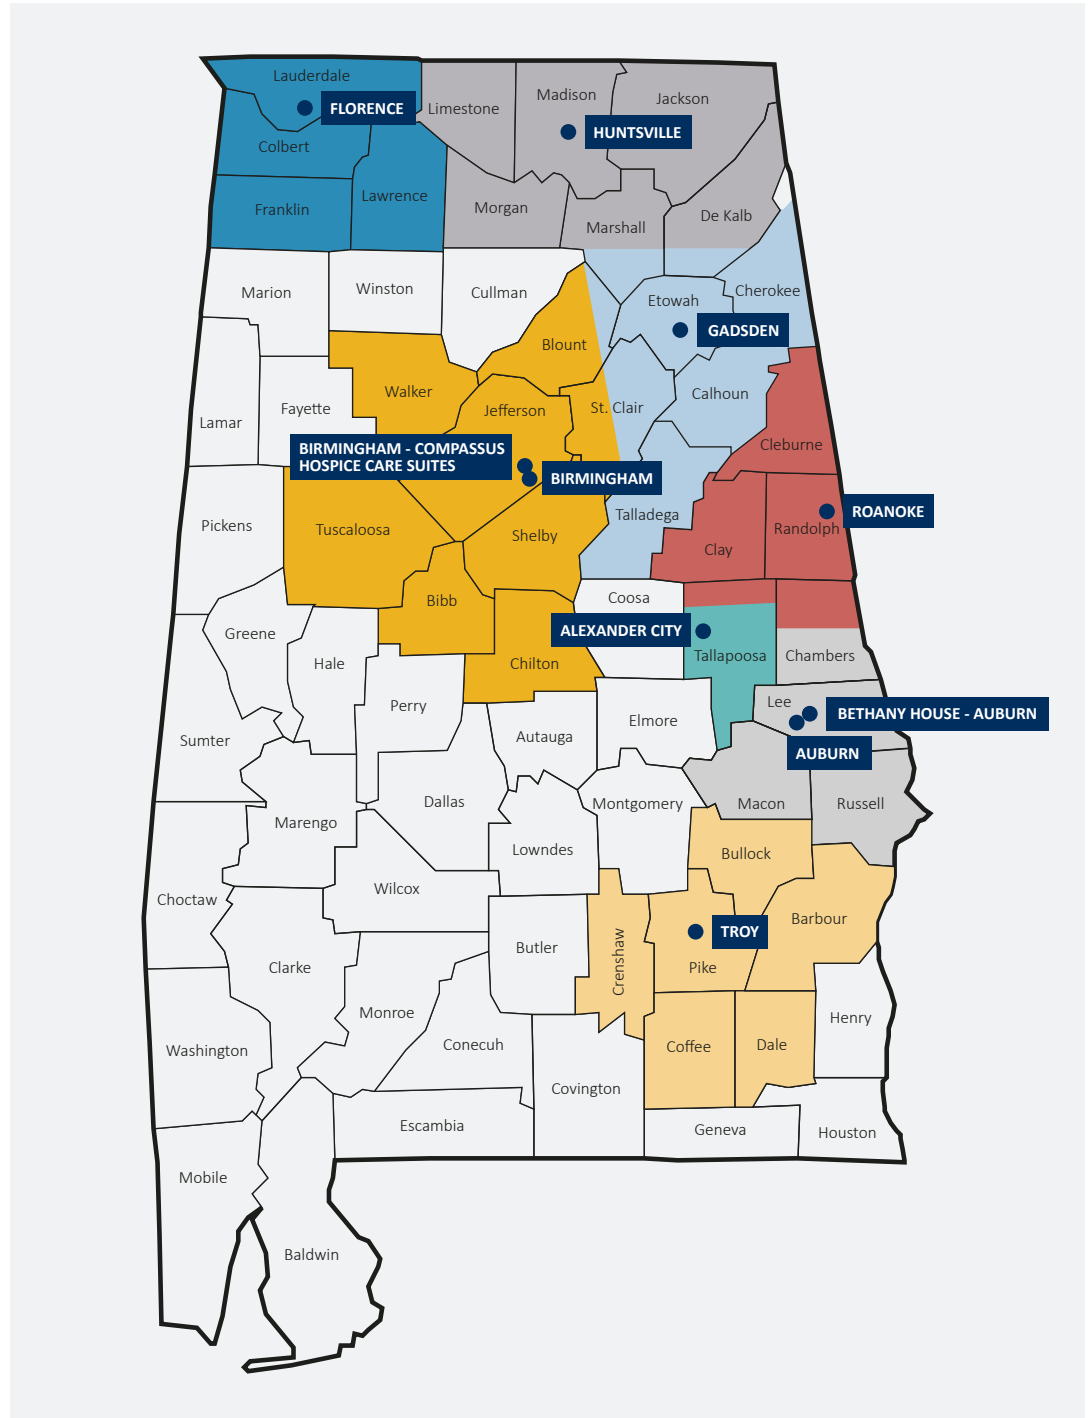 Lauderdale
FLORENCE
Limestone
Madison
Jackson
HUNTSVILLE
Colbert
Lawrence
Franklin
Morgan
Marshall
De Kalb
Marion
Winston
Cullman
Etowah
Cherokee
GADSDEN
Blount
Walker
Jefferson
St. Clair
Calhoun
Lamar
Fayette
Cleburne
BIRMINGHAM - COMPASSUS
HOSPICE CARE SUITES
BIRMINGHAM
ROANOKE
Pickens
Tuscaloosa
Shelby
Talladega
Clay
Randolph
Bibb
Coosa
ALEXANDER CITY
Greene
Hale
Chilton
Tallapoosa
Chambers
Perry
Lee
BETHANY HOUSE - AUBURN
Sumter
Autauga
Elmore
AUBURN
Marengo
Dallas
Montgomery
Macon
Russell
Lowndes
Bullock
Choctaw
Wilcox
Barbour
TROY
Butler
Crenshaw
Pike
Clarke
Monroe
Henry
Washington
Conecuh
Coffee
Dale
Covington
Escambia
Geneva
Houston
Mobile
Baldwin